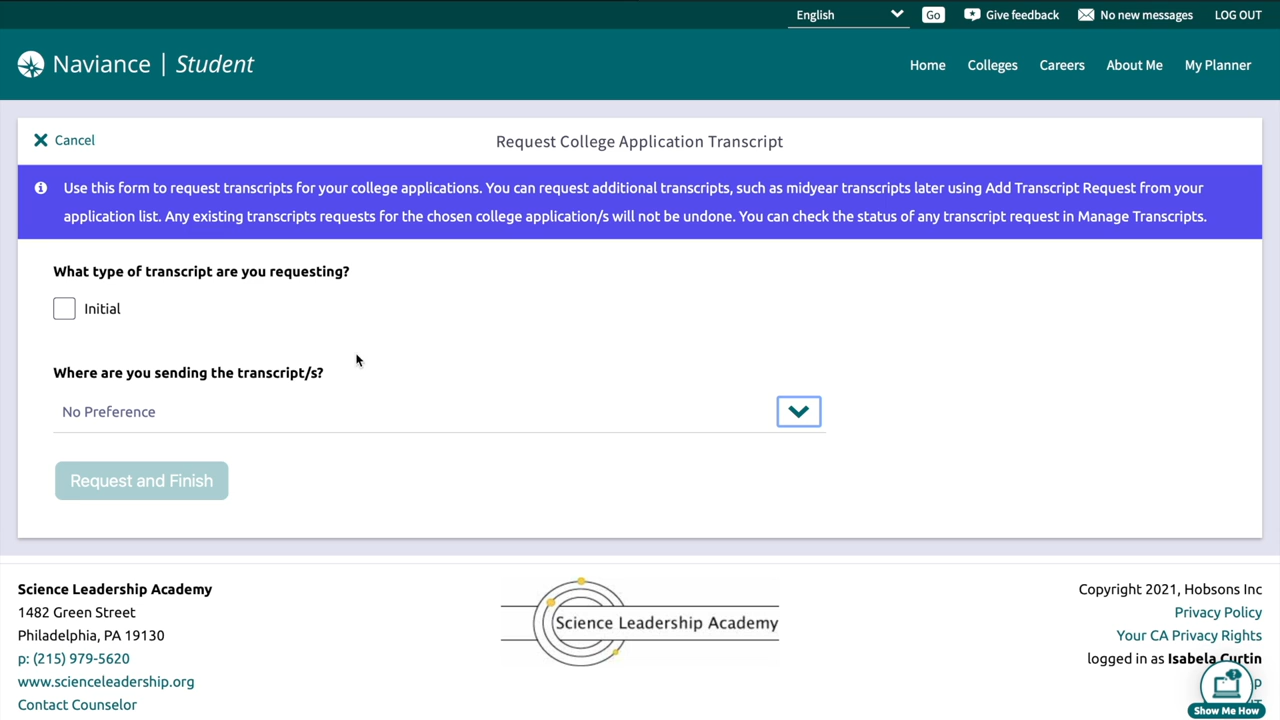 English
Go
Give feedback
No new messages
LOG OUT
Naviance | Student
Home
Colleges
Careers
About Me
My Planner
Cancel
Request College Application Transcript
Use this form to request transcripts for your college applications. You can request additional transcripts, such as midyear transcripts later using Add Transcript Request from your
application list. Any existing transcripts requests for the chosen college application/s will not be undone. You can check the status of any transcript request in Manage Transcripts.
What type of transcript are you requesting?
Initial
Where are you sending the transcript/s?
No Preference
Request and Finish
Science Leadership Academy
1482 Green Street
Philadelphia, PA 19130
p: (215) 979-5620
www.scienceleadership.org
Contact Counselor
Science Leadership Academy
Copyright 2021, Hobsons Inc
Privacy Policy
Your CA Privacy Rights
logged in as Isabela Curtin
Show Me How